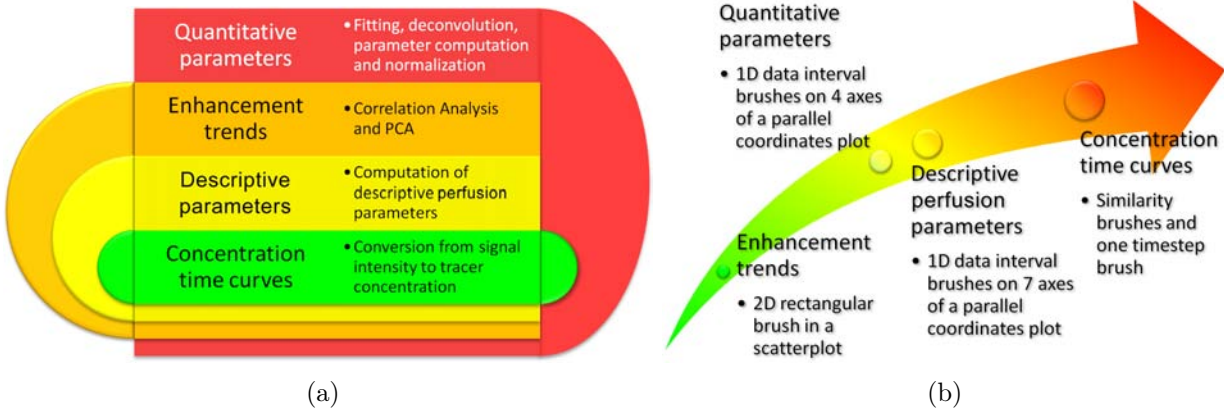 Quantitative
parameters
• Fitting, deconvolution,
parameter computation
and normalization
Enhancement
trends
• Correlation Analysis
and PCA
Descriptive
parameters
• Computation of
descriptive perfusion
parameters
Concentration
time curves
• Conversion from signal
intensity to tracer
concentration
(a)
Quantitative
parameters
• 1D data interval
brushes on 4 axes
of a parallel
coordinates plot
Enhancement
trends
• 2D rectangular
brush in a
scatterplot
Descriptive
perfusion
parameters
• 1D data interval
brushes on 7 axes
of a parallel
coordinates plot
Concentration
time curves
• Similarity
brushes and
one timestep
brush
(b)